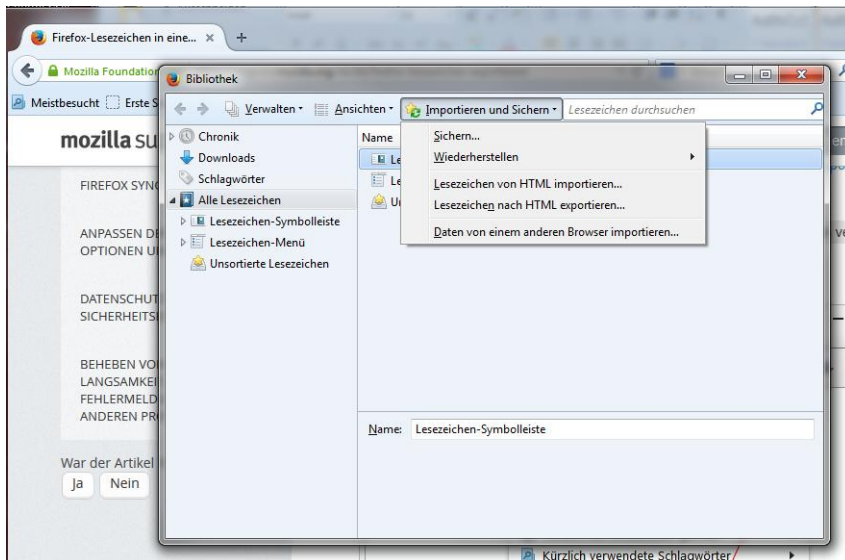 Firefox-Lesezeichen in eine... × +
Mozilla Foundation
Meistbesucht Erste S
mozilla su
FIREFOX SYN
ANPASSEN DE
OPTIONEN U
DATENSCHUT
SICHERHEITS
BEHEBEN VO
LANGSAMKEI
FEHLERMELD
ANDEREN PR
War der Artikel
Ja Nein
Bibliothek
Verwalten Ansichten Importieren und Sichern Lesezeichen durchsuchen
Chronik
Downloads
Schlagwörter
Alle Lesezeichen
Lesezeichen-Symbolleiste
Lesezeichen-Menü
Unsortierte Lesezeichen
Name
Le
Le
Un
Sichern...
Wiederherstellen
Lesezeichen von HTML importieren...
Lesezeichen nach HTML exportieren...
Daten von einem anderen Browser importieren...
Name: Lesezeichen-Symbolleiste
Kürzlich verwendete Schlagwörter